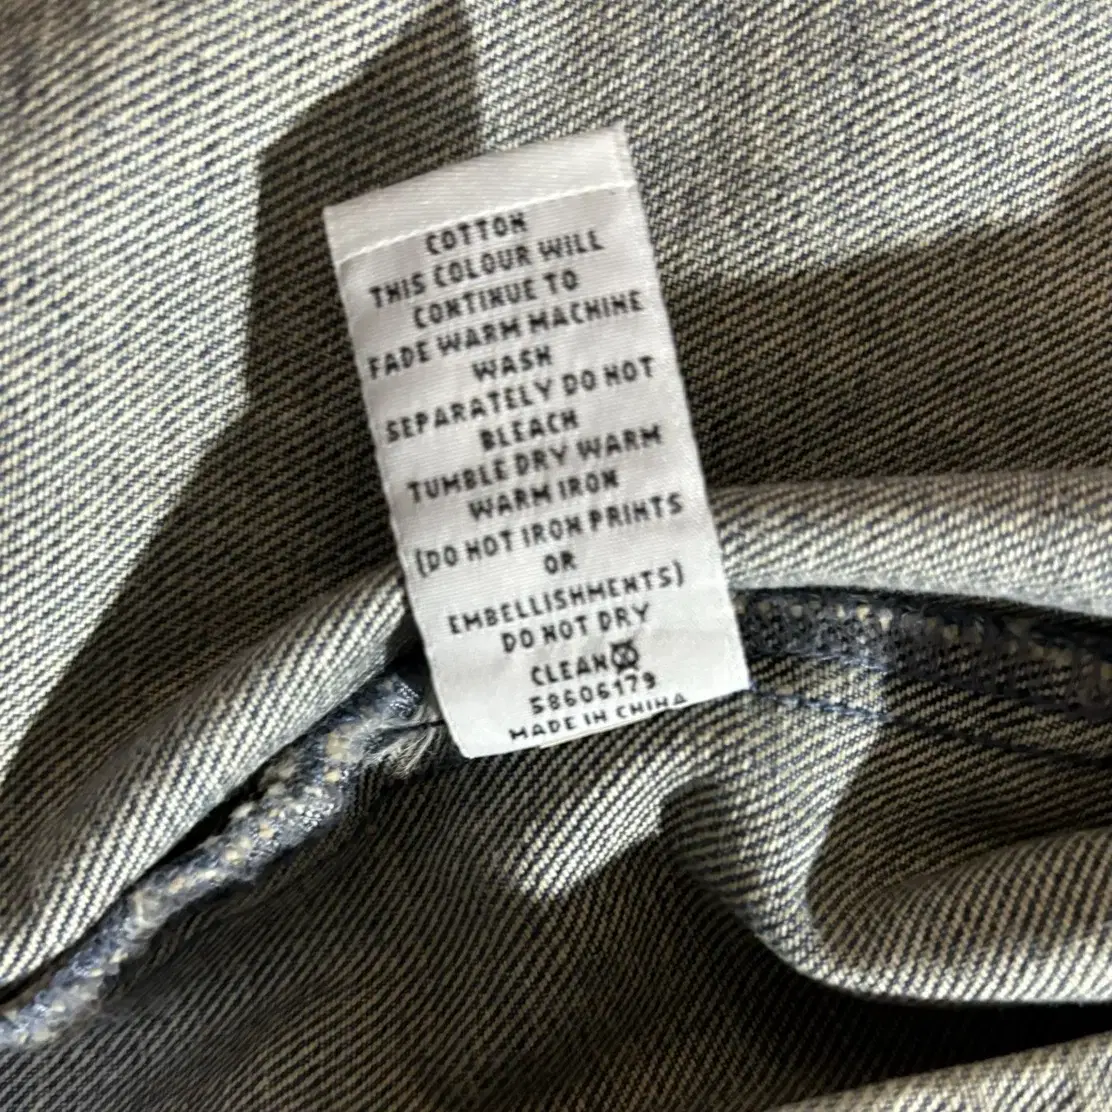 COTTON
THIS COLOUR WILL
CONTINUE TO
FADE WARM MACHINE
WASH
SEPARATELY DO NOT
BLEACH
TUMBLE DRY WARM
WARM IRON
(DO NOT IRON PRINTS
OR
EMBELLISHMENTS)
DO NOT DRY
CLEAN
58606179
MADE IN CHINA